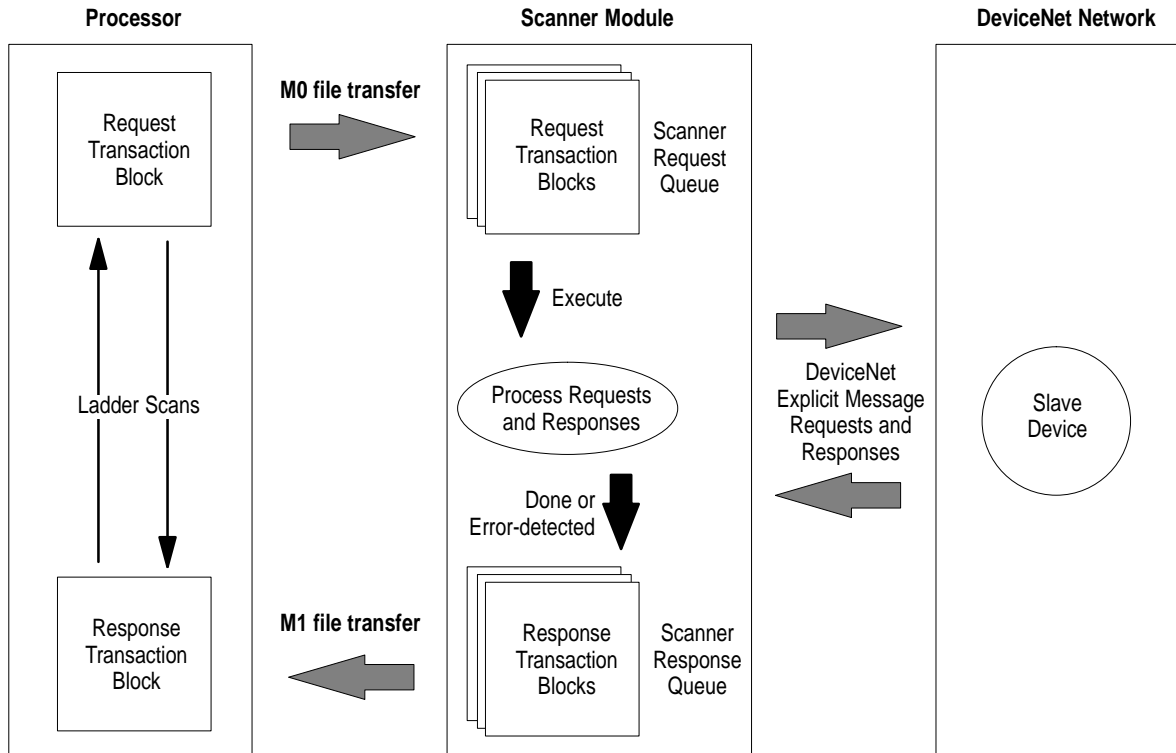 Processor
Scanner Module
DeviceNet Network
Request
Transaction
Block
M0 file transfer
Request
Transaction
Blocks
Scanner
Request
Queue
Execute
Ladder Scans
Process Requests
and Responses
DeviceNet
Explicit Message
Requests and
Responses
Slave
Device
Done or
Error-detected
Response
Transaction
Block
M1 file transfer
Response
Transaction
Blocks
Scanner
Response
Queue